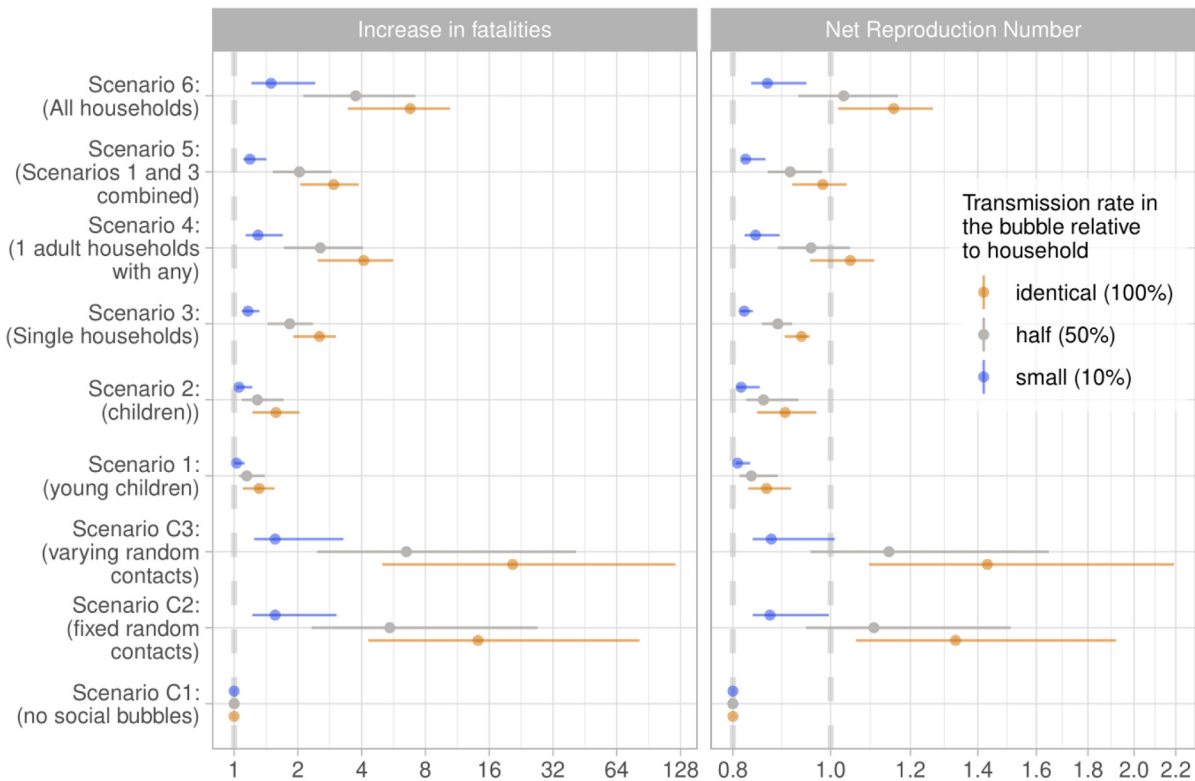 Increase in fatalities
Net Reproduction Number
Scenario 6:
(All households)
Scenario 5:
(Scenarios 1 and 3
combined)
Scenario 4:
(1 adult households
with any)
Scenario 3:
(Single households)
Scenario 2:
(children))
Scenario 1:
(young children)
Scenario C3:
(varying random
contacts)
Scenario C2:
(fixed random
contacts)
Scenario C1:
(no social bubbles)
Transmission rate in
the bubble relative
to household
identical (100%)
half (50%)
small (10%)
1 2 4 8 16 32 64 128
0.8 1.0 1.2 1.4 1.6 1.8 2.0 2.2